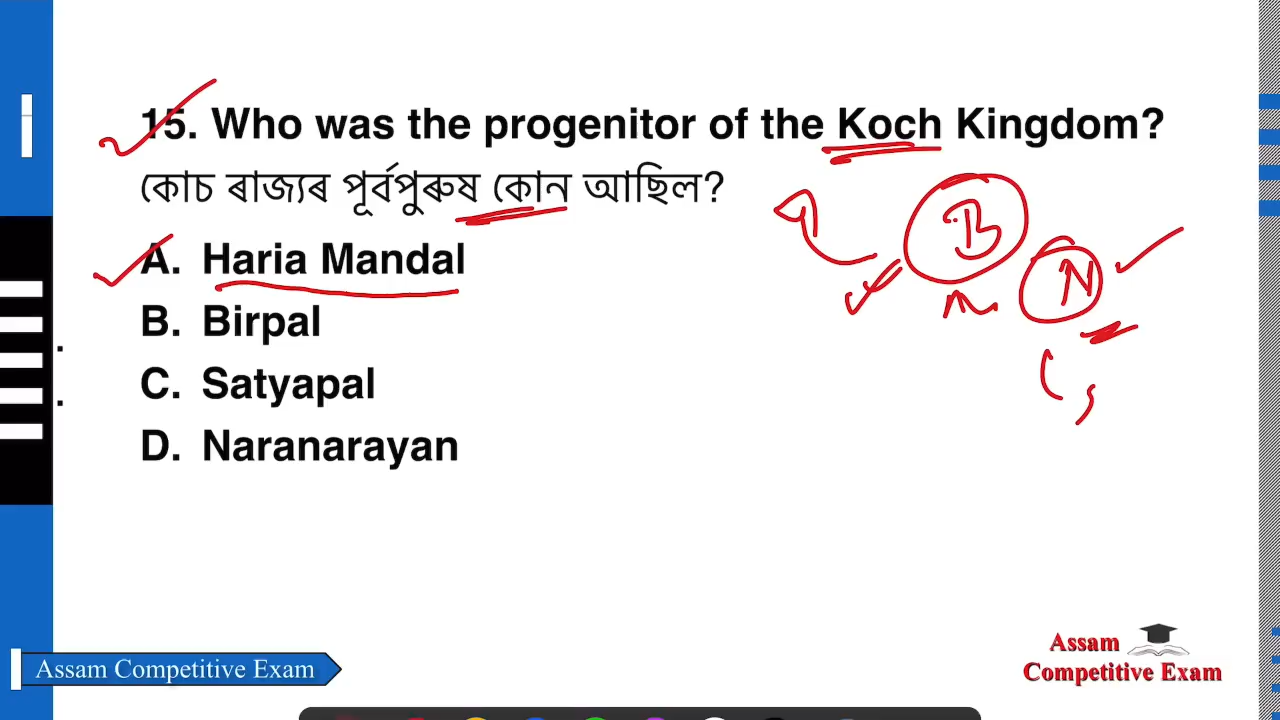 15. Who was the progenitor of the Koch Kingdom?
কোচ ৰাজ্যৰ পূৰ্বপুৰুষ কোন আছিল?
A. Haria Mandal
B. Birpal
C. Satyapal
D. Naranarayan
B
N
Assam Competitive Exam
Assam
Competitive Exam